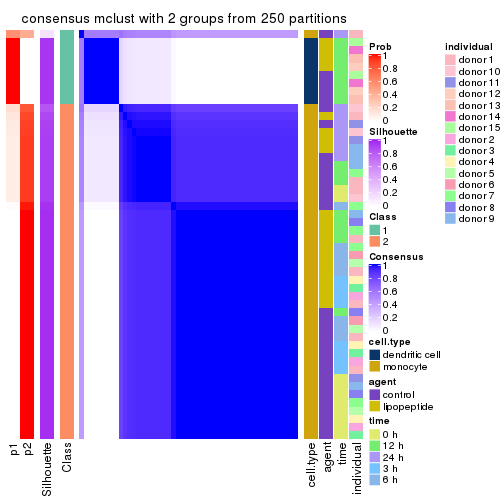 consensus mclust with 2 groups from 250 partitions
Prob
1
0.8
0.6
0.4
0.2
0
Silhouette
1
0.8
0.6
0.4
0.2
0
Class
1
2
Consensus
1
0.8
0.6
0.4
0.2
0
cell.type
dendritic cell
monocyte
agent
control
lipopeptide
time
0 h
12 h
24 h
3 h
6 h
individual
donor 1
donor 10
donor 11
donor 12
donor 13
donor 14
donor 15
donor 2
donor 3
donor 4
donor 5
donor 6
donor 7
donor 8
donor 9
p1
p2
Silhouette
Class
cell.type
agent
time
individual